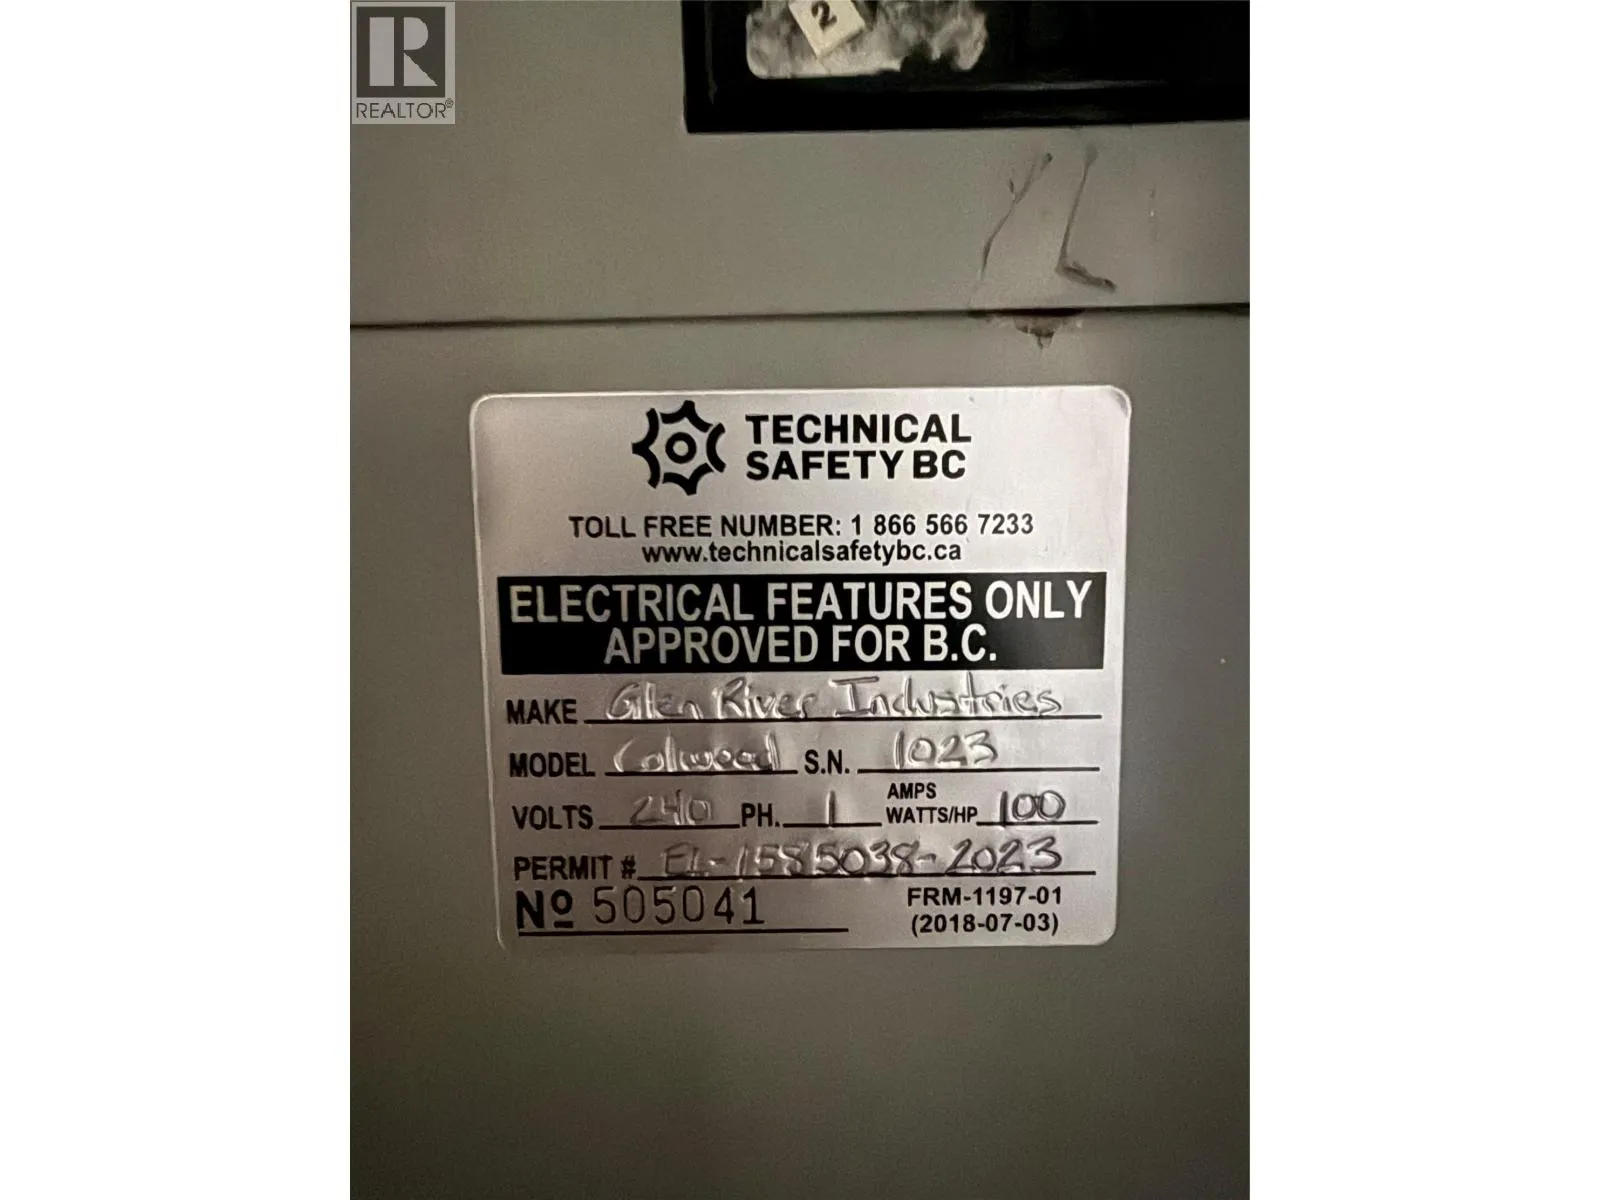 REALTOR®
2
TECHNICAL
SAFETY BC
TOLL FREE NUMBER: 1 866 566 7233
www.technicalsafetybc.ca
ELECTRICAL FEATURES ONLY
APPROVED FOR B.C.
MAKE Glen River Industries
MODEL Colwood S.N. 1023
VOLTS 240 PH. 1 AMPS WATTS/HP 100
PERMIT # EL-1585038-2023
Nº 505041 FRM-1197-01
(2018-07-03)